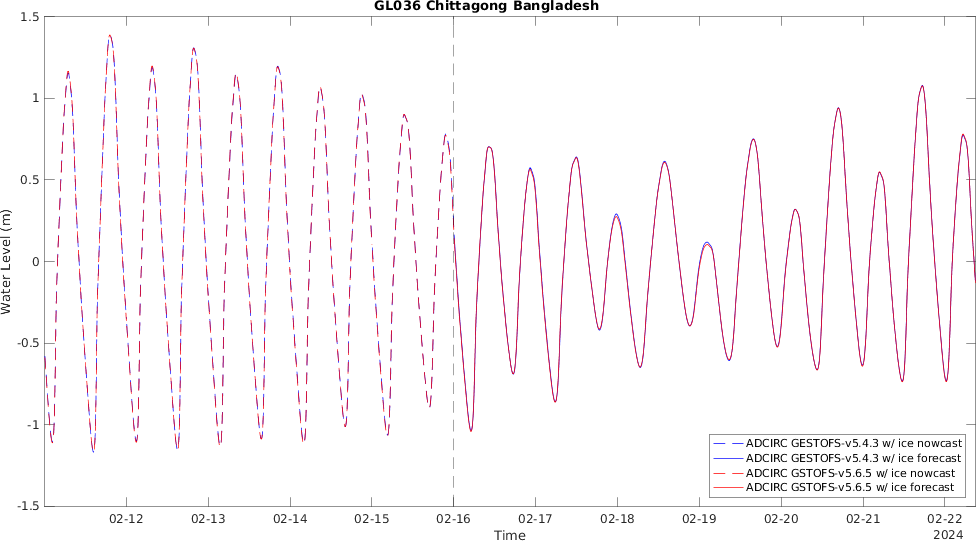 GL036 Chittagong Bangladesh
1.5
1
0.5
0
-0.5
-1
-1.5
Water Level (m)
ADCIRC GESTOFS-v5.4.3 w/ ice nowcast
ADCIRC GESTOFS-v5.4.3 w/ ice forecast
ADCIRC GSTOFS-v5.6.5 w/ ice nowcast
ADCIRC GSTOFS-v5.6.5 w/ ice forecast
02-12 02-13 02-14 02-15 02-16 02-17 02-18 02-19 02-20 02-21 02-22
Time
2024